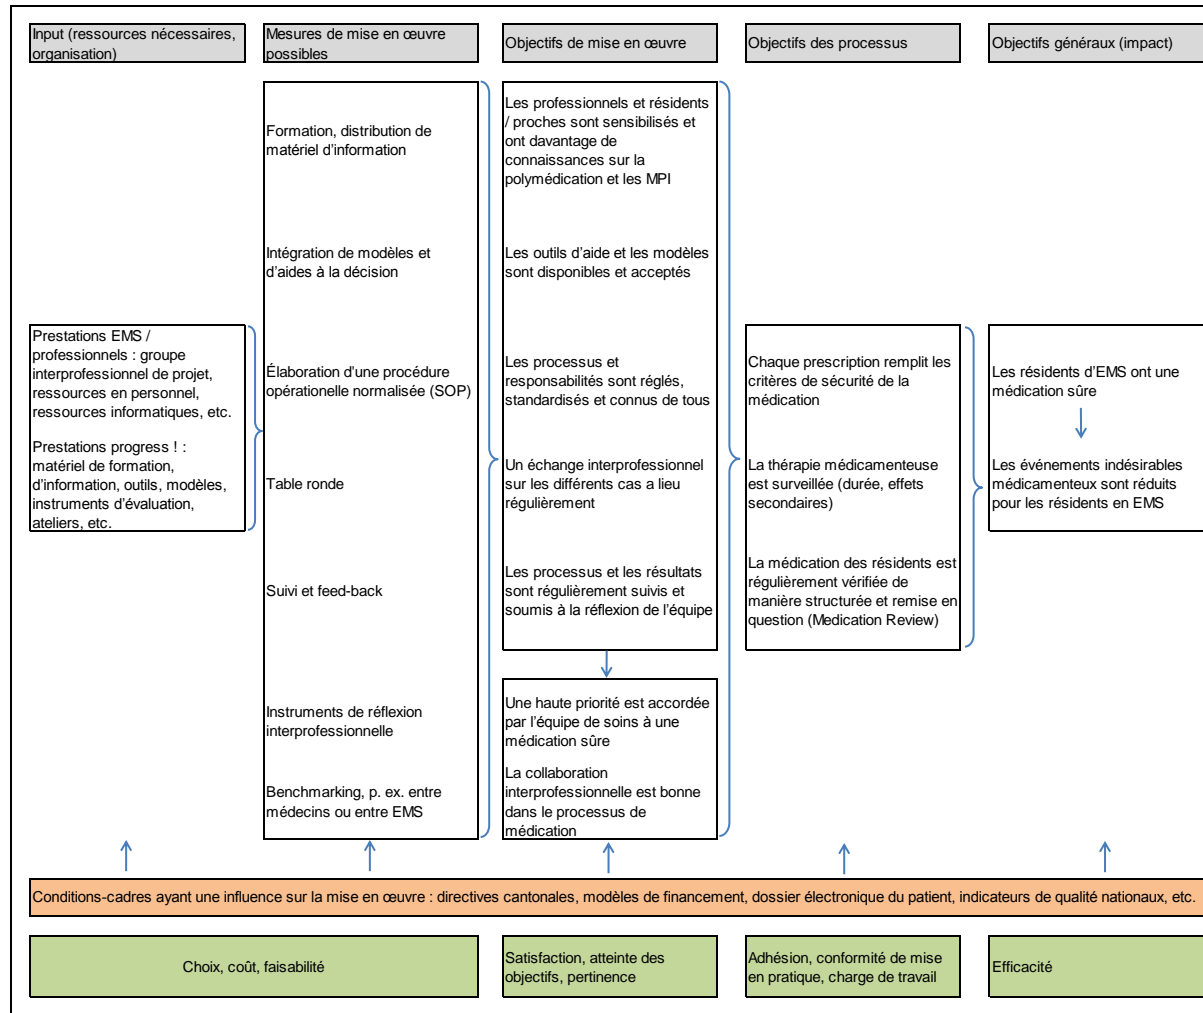 Input (ressources nécessaires,
organisation)
Mesures de mise en œuvre
possibles
Objectifs de mise en œuvre
Objectifs des processus
Objectifs généraux (impact)
Prestations EMS /
professionnels : groupe
interprofessionnel de projet,
ressources en personnel,
ressources informatiques, etc.
Prestations progress ! :
matériel de formation,
d'information, outils, modèles,
instruments d'évaluation,
ateliers, etc.
Formation, distribution de
matériel d'information
Intégration de modèles et
d'aides à la décision
Élaboration d'une procédure
opérationelle normalisée (SOP)
Table ronde
Suivi et feed-back
Instruments de réflexion
interprofessionnelle
Benchmarking, p. ex. entre
médecins ou entre EMS
Les professionnels et résidents
/ proches sont sensibilisés et
ont davantage de
connaissances sur la
polymédication et les MPI
Les outils d'aide et les modèles
sont disponibles et acceptés
Les processus et
responsabilités sont réglés,
standardisés et connus de tous
Un échange interprofessionnel
sur les différents cas a lieu
régulièrement
Les processus et les résultats
sont régulièrement suivis et
soumis à la réflexion de l'équipe
Une haute priorité est accordée
par l'équipe de soins à une
médication sûre
La collaboration
interprofessionnelle est bonne
dans le processus de
médication
Chaque prescription remplit les
critères de sécurité de la
médication
La thérapie médicamenteuse
est surveillée (durée, effets
secondaires)
La médication des résidents est
régulièrement vérifiée de
manière structurée et remise en
question (Medication Review)
Les résidents d'EMS ont une
médication sûre
Les événements indésirables
médicamenteux sont réduits
pour les résidents en EMS
Conditions-cadres ayant une influence sur la mise en œuvre : directives cantonales, modèles de financement, dossier électronique du patient, indicateurs de qualité nationaux, etc.
Choix, coût, faisabilité
Satisfaction, atteinte des
objectifs, pertinence
Adhésion, conformité de mise
en pratique, charge de travail
Efficacité